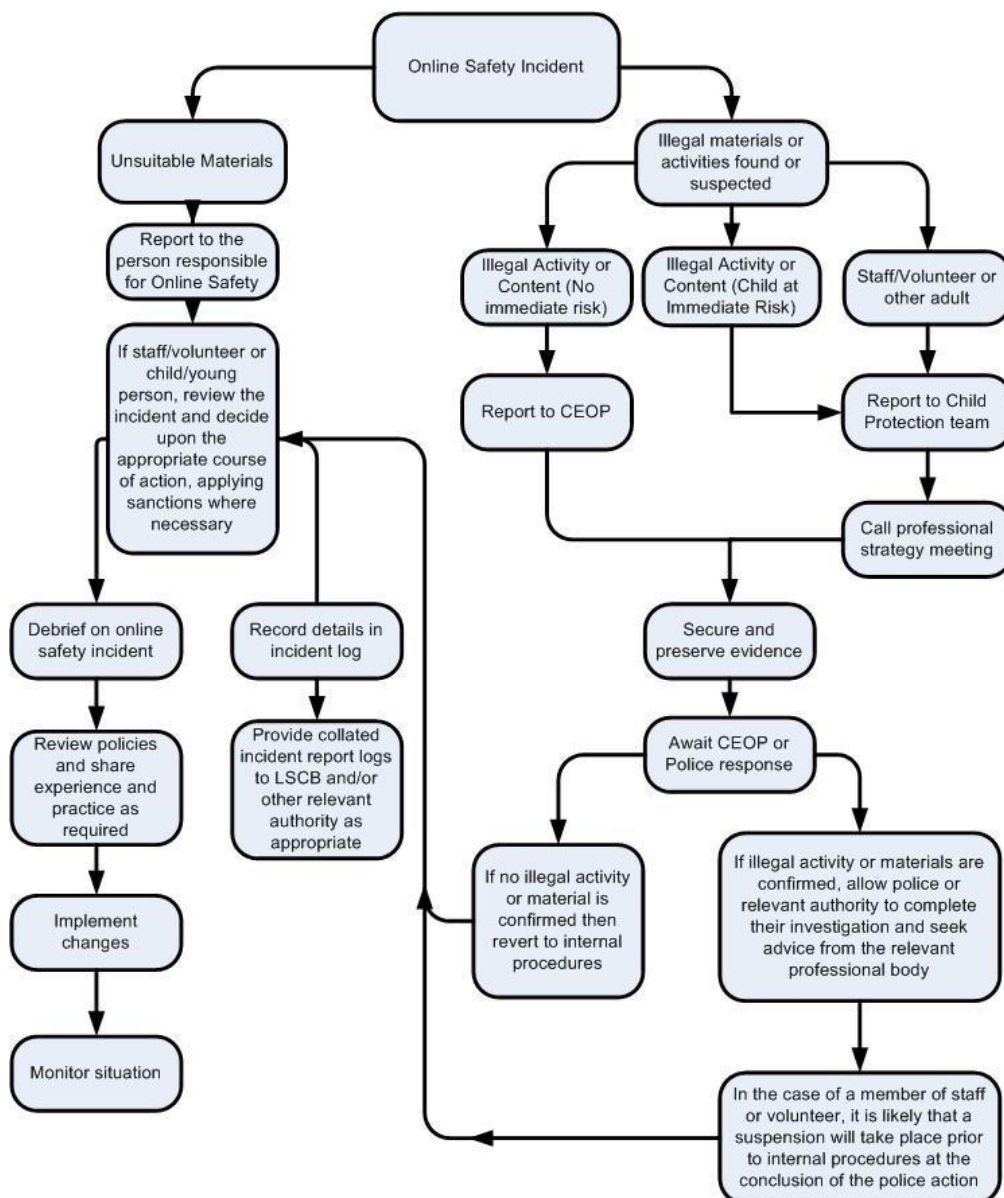 Online Safety Incident
Unsuitable Materials
Illegal materials or
activities found or
suspected
Report to the
person responsible
for Online Safety
Illegal Activity or
Content (No
immediate risk)
Illegal Activity or
Content (Child at
Immediate Risk)
Staff/Volunteer or
other adult
If staff/volunteer or
child/young
person, review the
incident and decide
upon the
appropriate course
of action, applying
sanctions where
necessary
Report to CEOP
Report to Child
Protection team
Call professional
strategy meeting
Debrief on online
safety incident
Record details in
incident log
Secure and
preserve evidence
Review policies
and share
experience and
practice as
required
Provide collated
incident report logs
to LSCB and/or
other relevant
authority as
appropriate
Await CEOP or
Police response
If no illegal activity
or material is
confirmed then
revert to internal
procedures
If illegal activity or materials are
confirmed, allow police or
relevant authority to complete
their investigation and seek
advice from the relevant
professional body
Implement
changes
Monitor situation
In the case of a member of staff
or volunteer, it is likely that a
suspension will take place prior
to internal procedures at the
conclusion of the police action